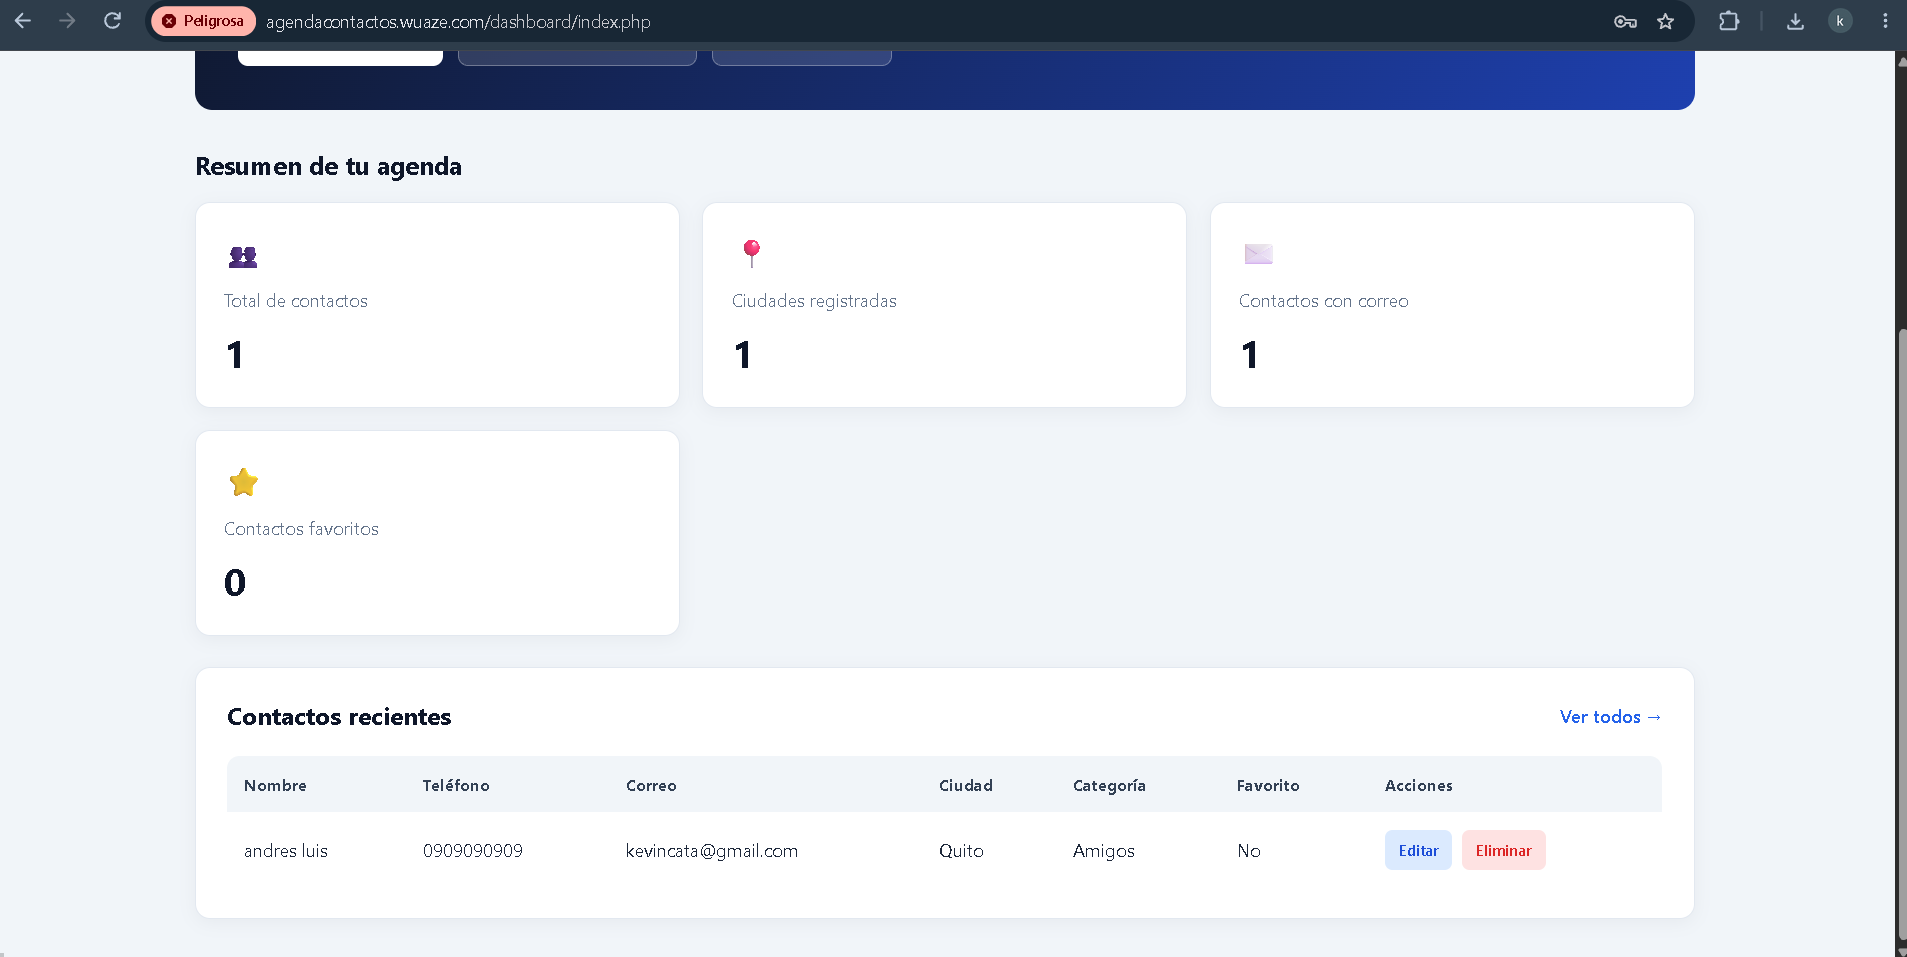 Peligrosa agendacontactos.wuaze.com/dashboard/index.php k
Resumen de tu agenda
Total de contactos
1
Ciudades registradas
1
Contactos con correo
1
Contactos favoritos
0
Contactos recientes Ver todos →
Nombre Teléfono Correo Ciudad Categoría Favorito Acciones
andres luis 0909090909 kevincata@gmail.com Quito Amigos No Editar Eliminar